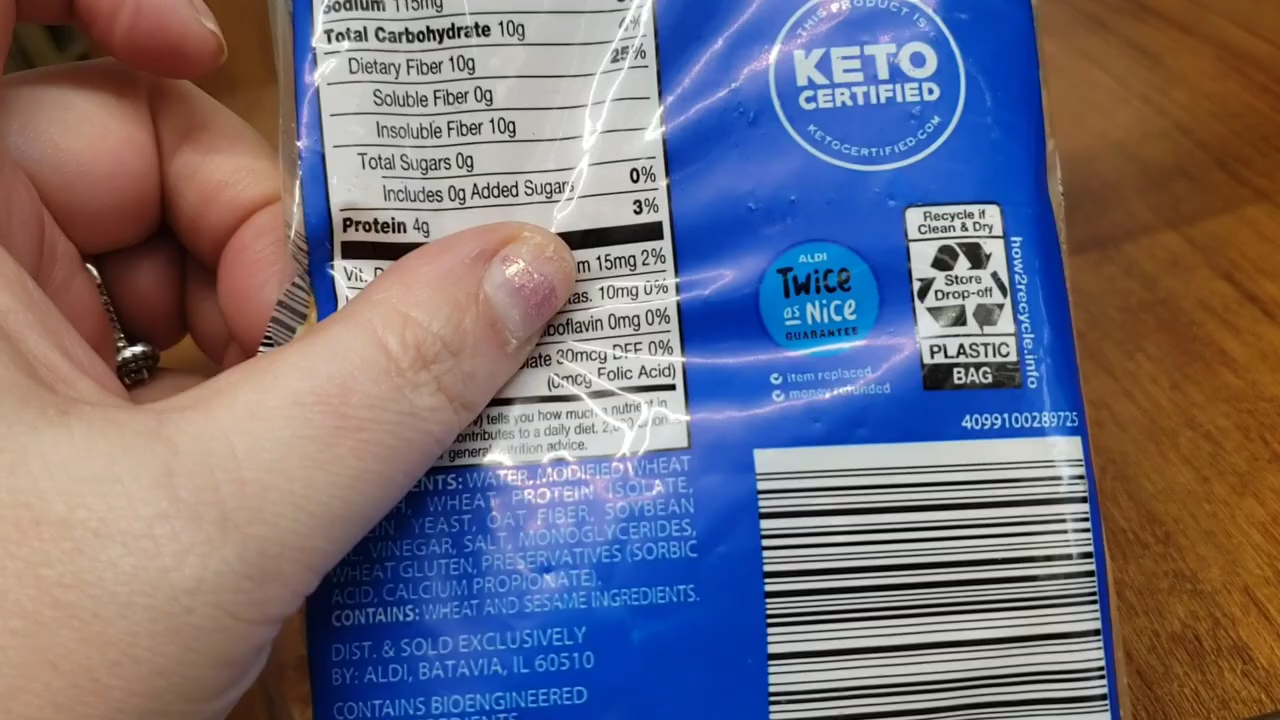 Sodium 115mg
Total Carbohydrate 10g 4%
Dietary Fiber 10g 25%
Soluble Fiber 0g
Insoluble Fiber 10g
Total Sugars 0g
Includes 0g Added Sugars 0%
Protein 4g 3%
Vit. D m 15mg 2%
tas. 10mg 0%
boflavin 0mg 0%
late 30mcg DFE 0%
(0mcg Folic Acid)
) tells you how much a nutrient in
contributes to a daily diet. 2,000
general nutrition advice.
ENTS: WATER, MODIFIED WHEAT
H, WHEAT PROTEIN ISOLATE,
YEAST, OAT FIBER, SOYBEAN
VINEGAR, SALT, MONOGLYCERIDES,
WHEAT GLUTEN, PRESERVATIVES (SORBIC
ACID, CALCIUM PROPIONATE).
CONTAINS: WHEAT AND SESAME INGREDIENTS.
DIST. & SOLD EXCLUSIVELY
BY: ALDI, BATAVIA, IL 60510
CONTAINS BIOENGINEERED
THIS PRODUCT IS
KETO
CERTIFIED
KETOCERTIFIED.COM
ALDI
Twice
as Nice
GUARANTEE
item replaced
money refunded
Recycle if
Clean & Dry
Store
Drop-off
PLASTIC
BAG
how2recycle.info
4099100289725